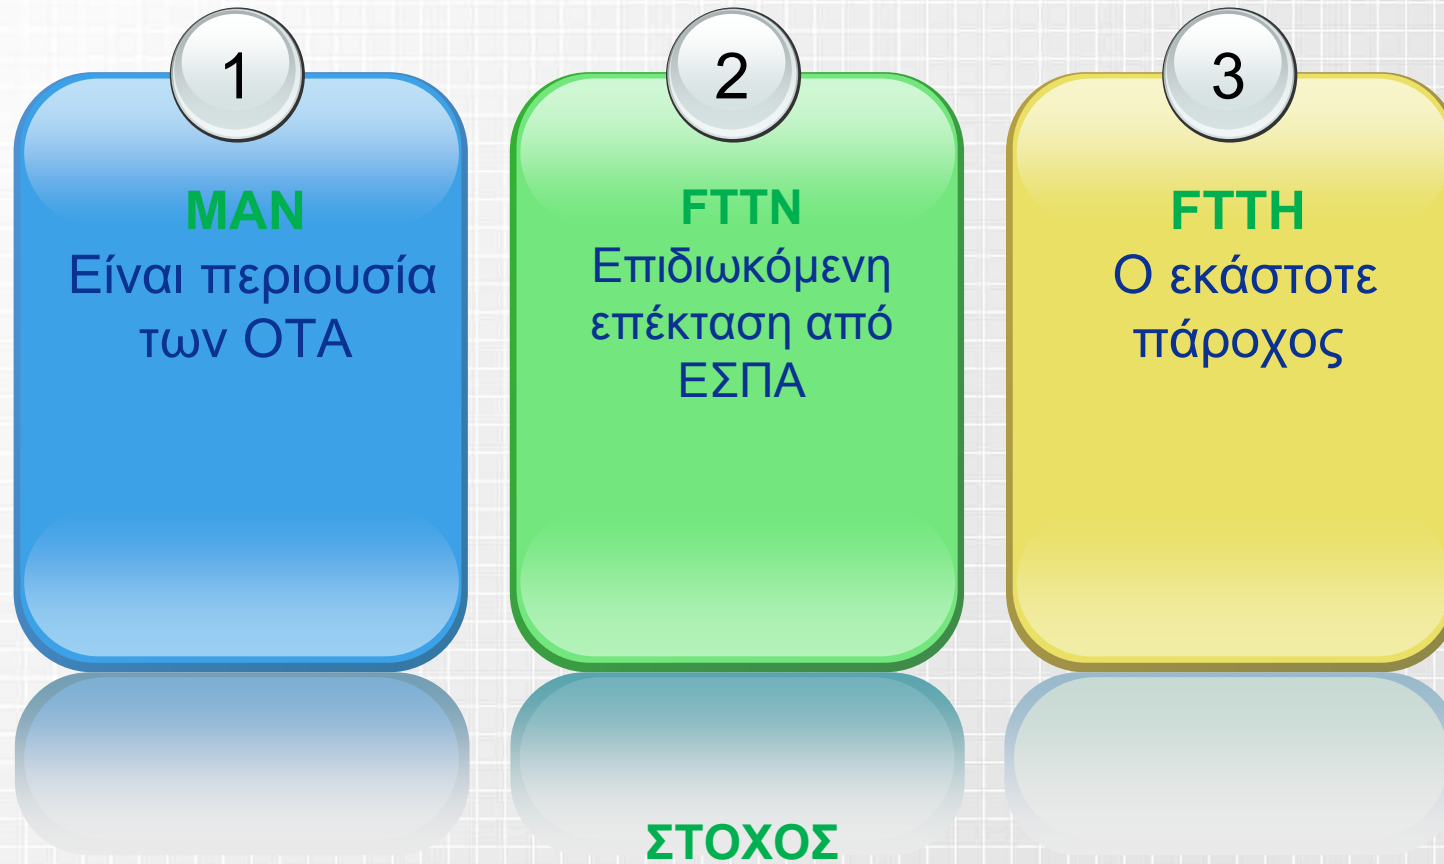 1
MAN
Είναι περιουσία
των ΟΤΑ
2
FTTN
Επιδιωκόμενη
επέκταση από
ΕΣΠΑ
3
FTTH
Ο εκάστοτε
πάροχος
ΣΤΟΧΟΣ